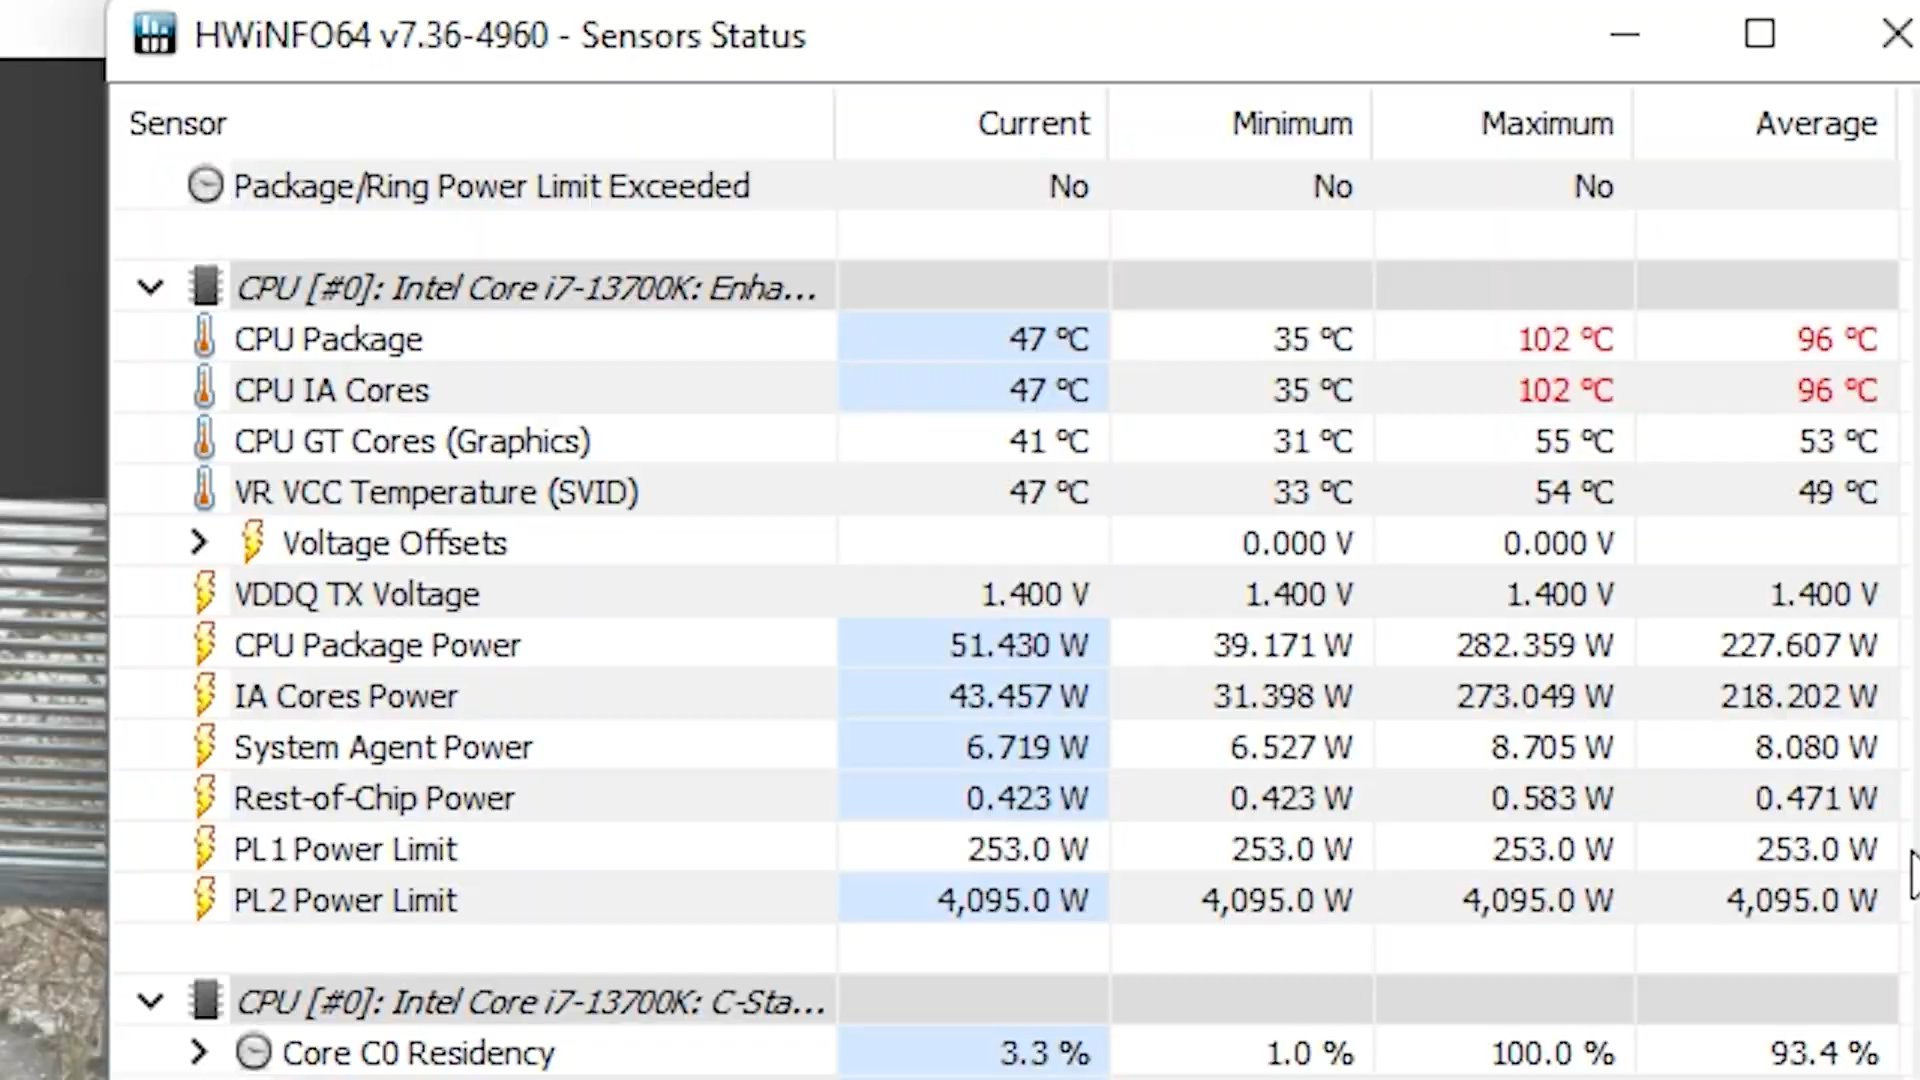 HWiNFO64 v7.36-4960 - Sensors Status
Sensor Current Minimum Maximum Average
Package/Ring Power Limit Exceeded No No No
CPU [#0]: Intel Core i7-13700K: Enha...
CPU Package 47 °C 35 °C 102 °C 96 °C
CPU IA Cores 47 °C 35 °C 102 °C 96 °C
CPU GT Cores (Graphics) 41 °C 31 °C 55 °C 53 °C
VR VCC Temperature (SVID) 47 °C 33 °C 54 °C 49 °C
Voltage Offsets 0.000 V 0.000 V
VDDQ TX Voltage 1.400 V 1.400 V 1.400 V 1.400 V
CPU Package Power 51.430 W 39.171 W 282.359 W 227.607 W
IA Cores Power 43.457 W 31.398 W 273.049 W 218.202 W
System Agent Power 6.719 W 6.527 W 8.705 W 8.080 W
Rest-of-Chip Power 0.423 W 0.423 W 0.583 W 0.471 W
PL1 Power Limit 253.0 W 253.0 W 253.0 W 253.0 W
PL2 Power Limit 4,095.0 W 4,095.0 W 4,095.0 W 4,095.0 W
CPU [#0]: Intel Core i7-13700K: C-Sta...
Core C0 Residency 3.3 % 1.0 % 100.0 % 93.4 %